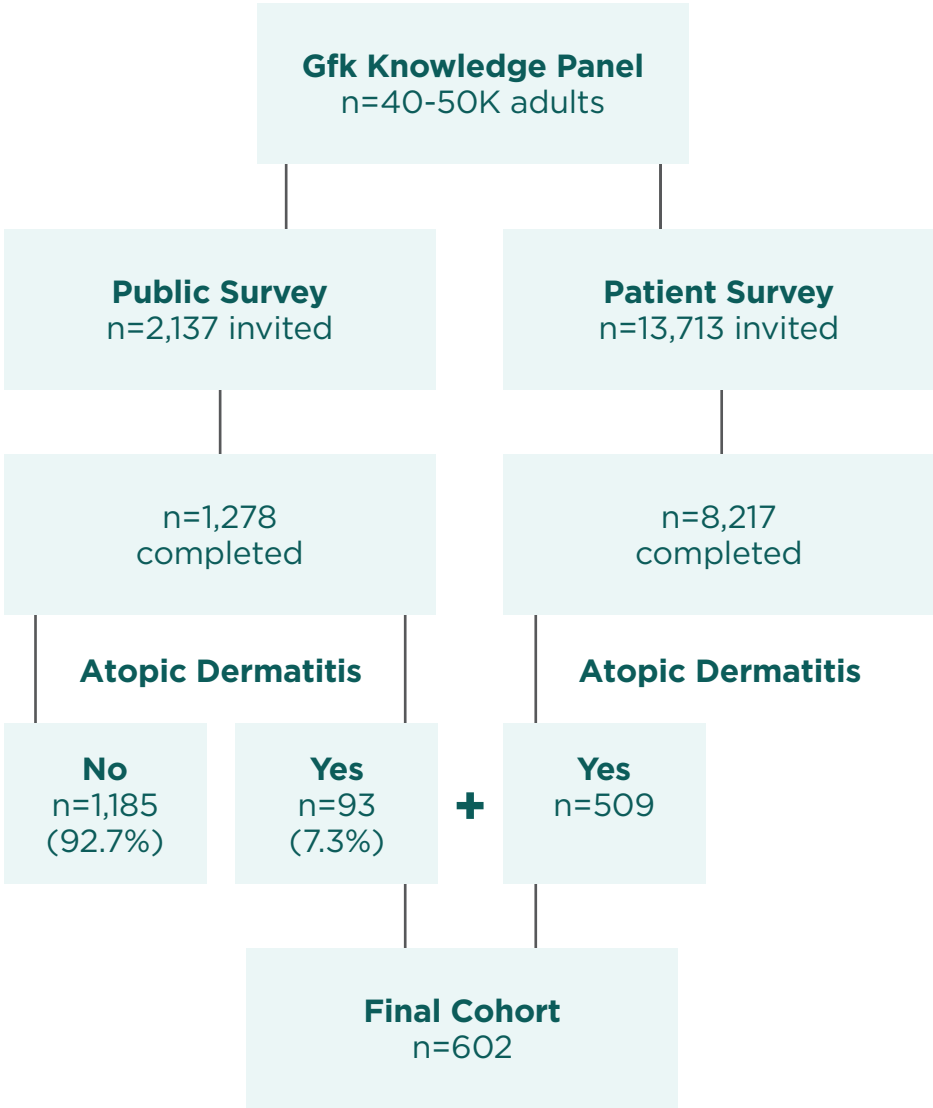 Gfk Knowledge Panel
n=40-50K adults
Public Survey
n=2,137 invited
Patient Survey
n=13,713 invited
n=1,278
completed
n=8,217
completed
Atopic Dermatitis
Atopic Dermatitis
No
n=1,185
(92.7%)
Yes
n=93
(7.3%)
+
Yes
n=509
Final Cohort
n=602